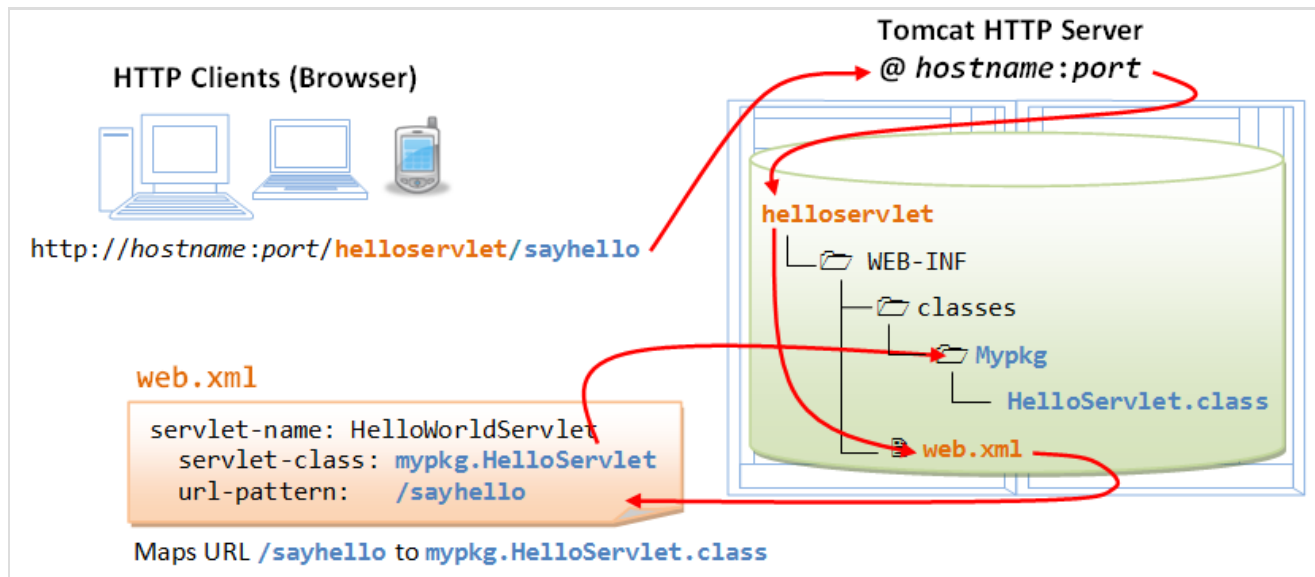 HTTP Clients (Browser)
http://hostname:port/helloservlet/sayhello
Tomcat HTTP Server
@ hostname:port
helloservlet
WEB-INF
classes
Mypkg
HelloServlet.class
web.xml
web.xml
servlet-name: HelloWorldServlet
servlet-class: mypkg.HelloServlet
url-pattern: /sayhello
Maps URL /sayhello to mypkg.HelloServlet.class